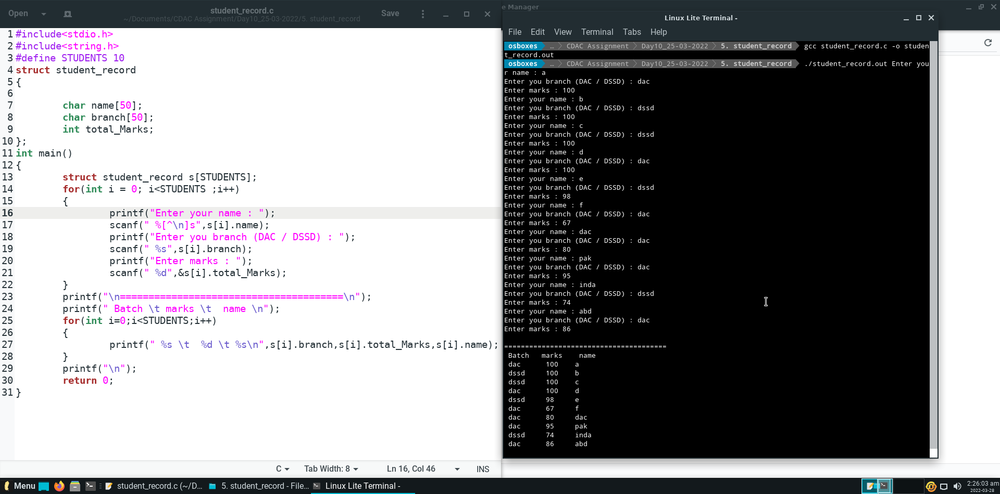 Open
student_record.c
~/Documents/CDAC Assignment/Day10_25-03-2022/5. student_record
Save
1 #include<stdio.h>
2 #include<string.h>
3 #define STUDENTS 10
4 struct student_record
5 {
6
7 char name[50];
8 char branch[50];
9 int total_Marks;
10 };
11 int main()
12 {
13 struct student_record s[STUDENTS];
14 for(int i = 0; i<STUDENTS ;i++)
15 {
16 printf("Enter your name : ");
17 scanf(" %[^\n]s",s[i].name);
18 printf("Enter you branch (DAC / DSSD) : ");
19 scanf(" %s",s[i].branch);
20 printf("Enter marks : ");
21 scanf(" %d",&s[i].total_Marks);
22 }
23 printf("\n=======================================\n");
24 printf(" Batch \t marks \t  name \n");
25 for(int i=0;i<STUDENTS;i++)
26 {
27 printf(" %s \t  %d \t %s\n",s[i].branch,s[i].total_Marks,s[i].name);
28 }
29 printf("\n");
30 return 0;
31 }
C Tab Width: 8 Ln 16, Col 46 INS
e Manager
Linux Lite Terminal -
File Edit View Terminal Tabs Help
osboxes … CDAC Assignment Day10_25-03-2022 5. student_record gcc student_record.c -o studen
t_record.out
osboxes … CDAC Assignment Day10_25-03-2022 5. student_record ./student_record.out Enter you
r name : a
Enter you branch (DAC / DSSD) : dac
Enter marks : 100
Enter your name : b
Enter you branch (DAC / DSSD) : dssd
Enter marks : 100
Enter your name : c
Enter you branch (DAC / DSSD) : dssd
Enter marks : 100
Enter your name : d
Enter you branch (DAC / DSSD) : dac
Enter marks : 100
Enter your name : e
Enter you branch (DAC / DSSD) : dssd
Enter marks : 98
Enter your name : f
Enter you branch (DAC / DSSD) : dac
Enter marks : 67
Enter your name : dac
Enter you branch (DAC / DSSD) : dac
Enter marks : 80
Enter your name : pak
Enter you branch (DAC / DSSD) : dac
Enter marks : 95
Enter your name : inda
Enter you branch (DAC / DSSD) : dssd
Enter marks : 74
Enter your name : abd
Enter you branch (DAC / DSSD) : dac
Enter marks : 86
=======================================
Batch marks name
dac 100 a
dssd 100 b
dssd 100 c
dac 100 d
dssd 98 e
dac 67 f
dac 80 dac
dac 95 pak
dssd 74 inda
dac 86 abd
Menu student_record.c (~/D... 5. student_record - File... Linux Lite Terminal - 2:26:03 am
2022-03-28